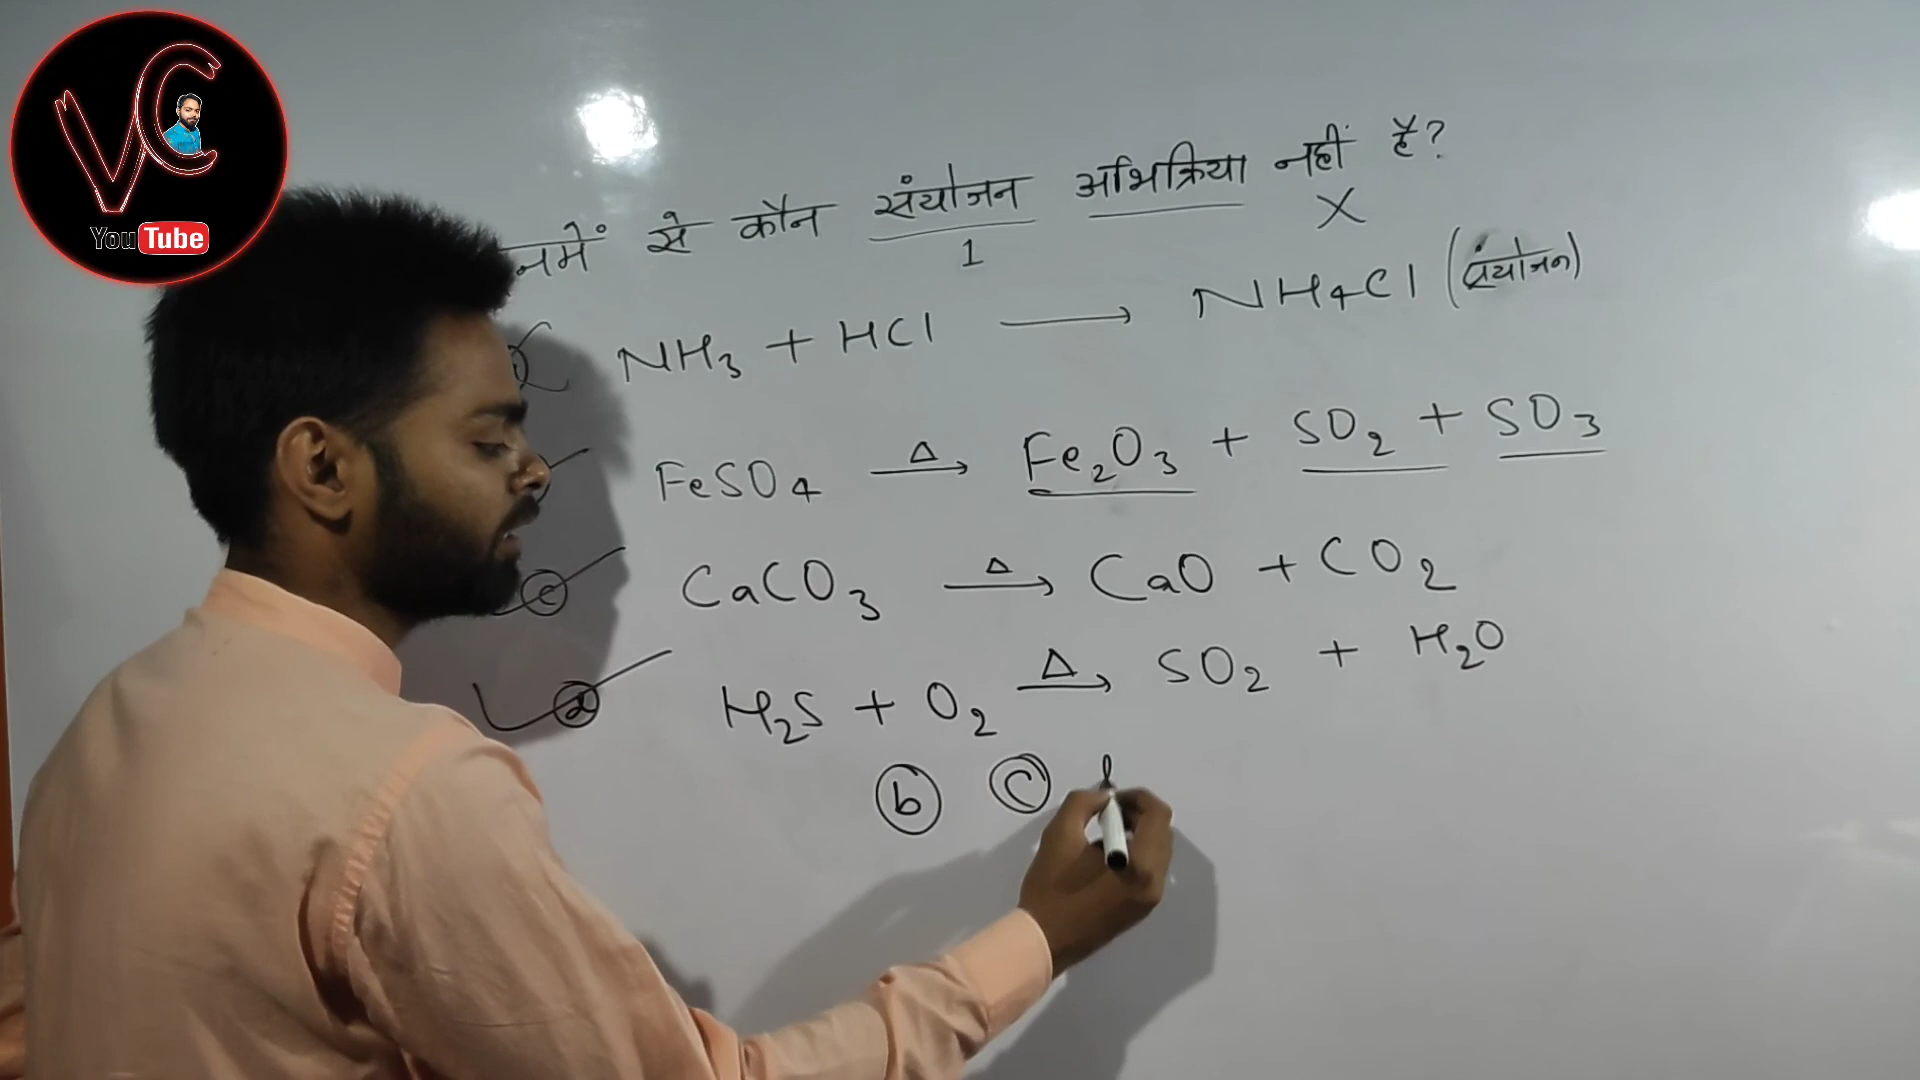 VC
YouTube
से कौन संयोजन अभिक्रिया नहीं है?
1 X
NH₃ + HCl ⟶ NH₄Cl (संयोजन)
FeSO₄ —Δ→ Fe₂O₃ + SO₂ + SO₃
ⓒ CaCO₃ —Δ→ CaO + CO₂
ⓓ H₂S + O₂ —Δ→ SO₂ + H₂O
ⓑ ⓒ